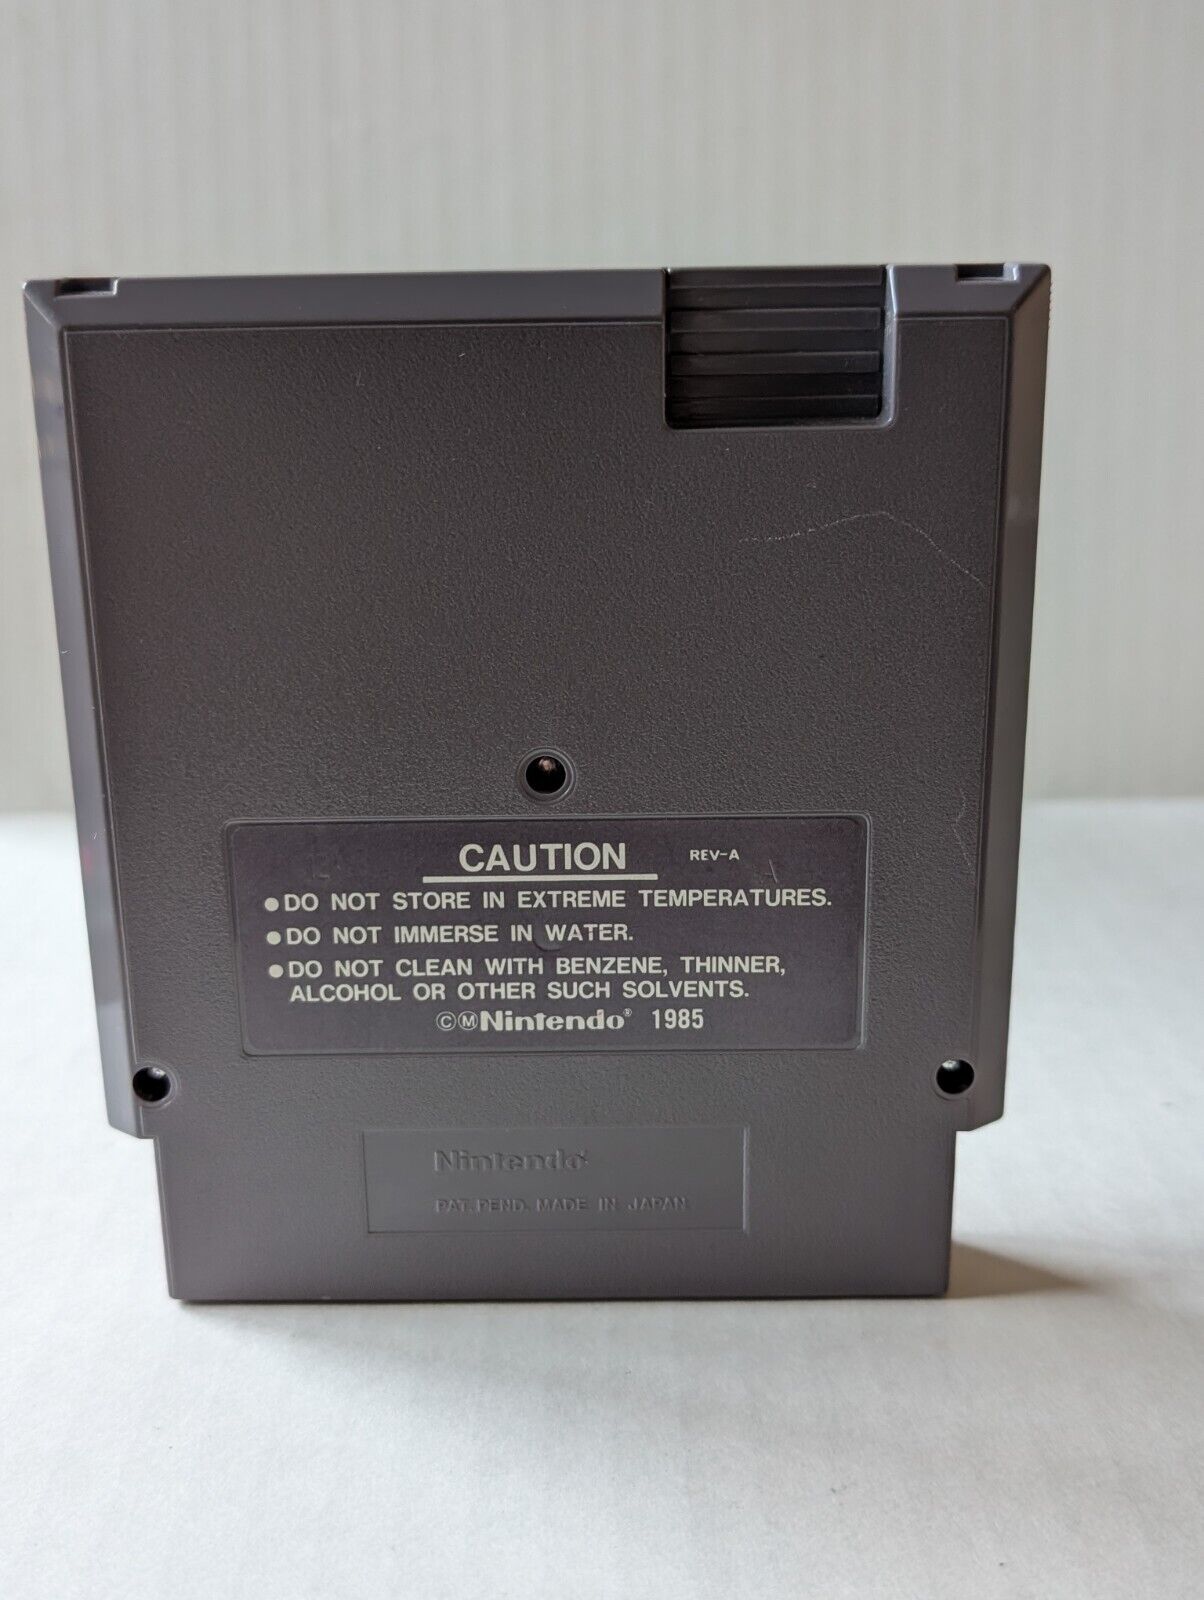 CAUTION REV-A
● DO NOT STORE IN EXTREME TEMPERATURES.
● DO NOT IMMERSE IN WATER.
● DO NOT CLEAN WITH BENZENE, THINNER,
ALCOHOL OR OTHER SUCH SOLVENTS.
©Ⓜ Nintendo® 1985
Nintendo®
PAT. PEND. MADE IN JAPAN